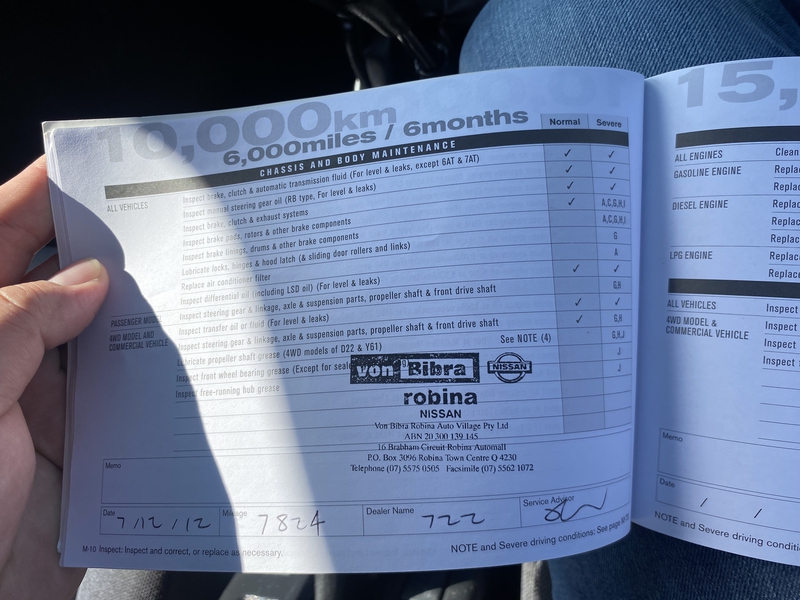 10,000km
6,000miles / 6months
Normal Severe
CHASSIS AND BODY MAINTENANCE
ALL VEHICLES
Inspect brake, clutch & automatic transmission fluid (For level & leaks, except 6AT & 7AT) ✓ ✓
Inspect manual steering gear oil (RB type, For level & leaks) ✓ ✓
Inspect brake, clutch & exhaust systems ✓ ✓
Inspect brake pads, rotors & other brake components ✓ A,C,G,H,I
Inspect brake linings, drums & other brake components A,C,G,H,I
Lubricate locks, hinges & hood latch (& sliding door rollers and links) G
Replace air conditioner filter A
Inspect differential oil (including LSD oil) (For level & leaks) ✓ ✓
PASSENGER MODEL
Inspect steering gear & linkage, axle & suspension parts, propeller shaft & front drive shaft G,H
4WD MODEL AND
COMMERCIAL VEHICLE
Inspect transfer oil or fluid (For level & leaks) ✓ ✓
Inspect steering gear & linkage, axle & suspension parts, propeller shaft & front drive shaft ✓ G,H
Lubricate propeller shaft grease (4WD models of D22 & Y61) See NOTE (4) G,H,J
Inspect front wheel bearing grease (Except for seale J
Inspect free-running hub grease J
von Bibra NISSAN
robina
NISSAN
Von Bibra Robina Auto Village Pty Ltd
ABN 20 300 139 145
16 Brabham Circuit Robina Automall
P.O. Box 3096 Robina Town Centre Q 4230
Telephone (07) 5575 0505 Facsimile (07) 5562 1072
Memo
Date 7/12/12 Mileage 7824 Dealer Name 722 Service Advisor
M-10 Inspect: Inspect and correct, or replace as necessary.
NOTE and Severe driving conditions: See page M-
15,
ALL ENGINES Clean
GASOLINE ENGINE Replac
Replac
DIESEL ENGINE Replac
Replac
Replac
LPG ENGINE Replac
Replac
ALL VEHICLES Inspect
4WD MODEL &
COMMERCIAL VEHICLE
Inspect
Inspect
Inspect
Memo
Date / /
NOTE and Severe driving conditi